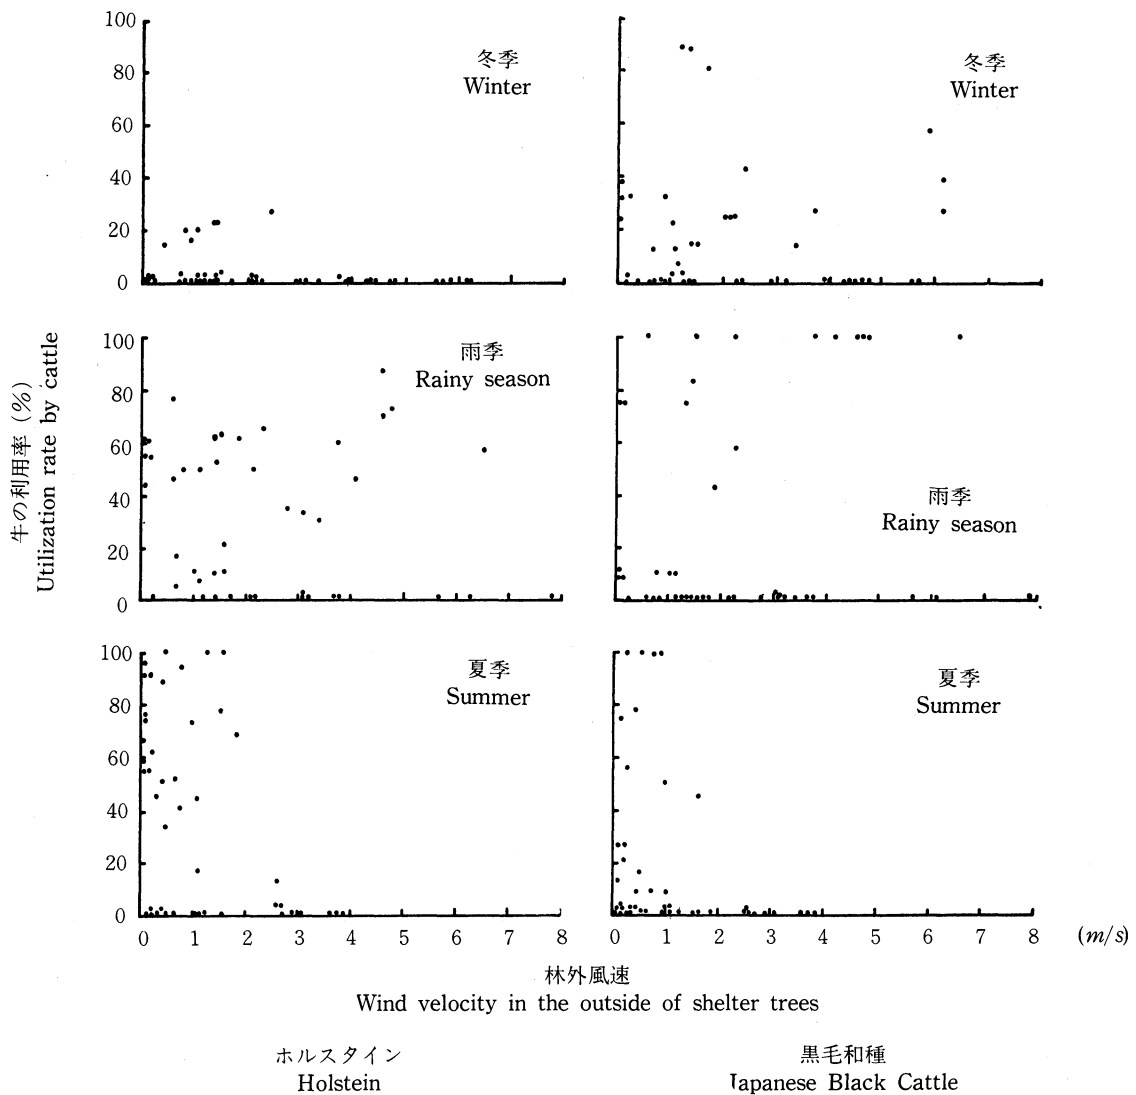 100
80
60
40
20
0
冬季
Winter
冬季
Winter
100
80
60
40
20
0
雨季
Rainy season
雨季
Rainy season
牛の利用率 (%)
Utilization rate by cattle
100
80
60
40
20
0
夏季
Summer
夏季
Summer
0 1 2 3 4 5 6 7 8
0 1 2 3 4 5 6 7 8 (m/s)
林外風速
Wind velocity in the outside of shelter trees
ホルスタイン
Holstein
黒毛和種
Japanese Black Cattle